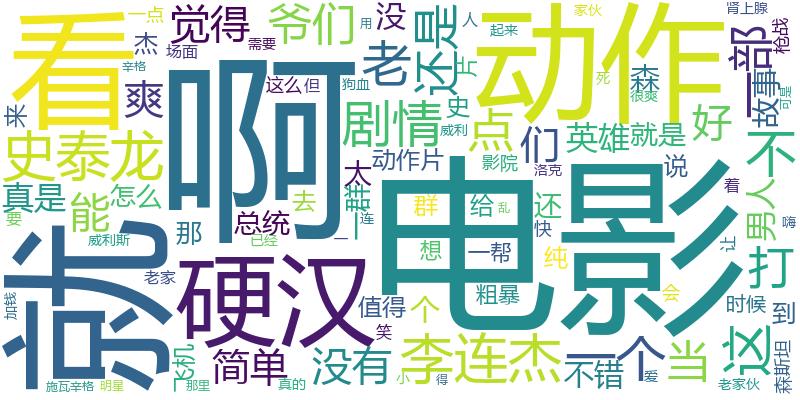 看
啊
动作
电影
就
硬汉
史泰龙
剧情
李连杰
觉得
爷们
老
还是
没
一部
故事
森
好
点
们
英雄
就是
不
男人
打
这
当
一个
不错
没有
简单
能
真是
怎么
那
总统
去
一群
太
动作片
影院
洛克
说
还
给
群
想
一帮
粗暴
纯
快
个
值得
笑
飞机
老家
威利斯
已经
加钱
施瓦辛格
明星
那里
真的
小
得
爱
会
时候
到
森斯坦
老家伙
让
着
嗨
可是
很爽
死
枪战
肾上腺
家伙
用
起来
需要
人
片
史
威利
狗血
但
这么
场面
辛格
杰
一点
爽
来
要
连
一
乱